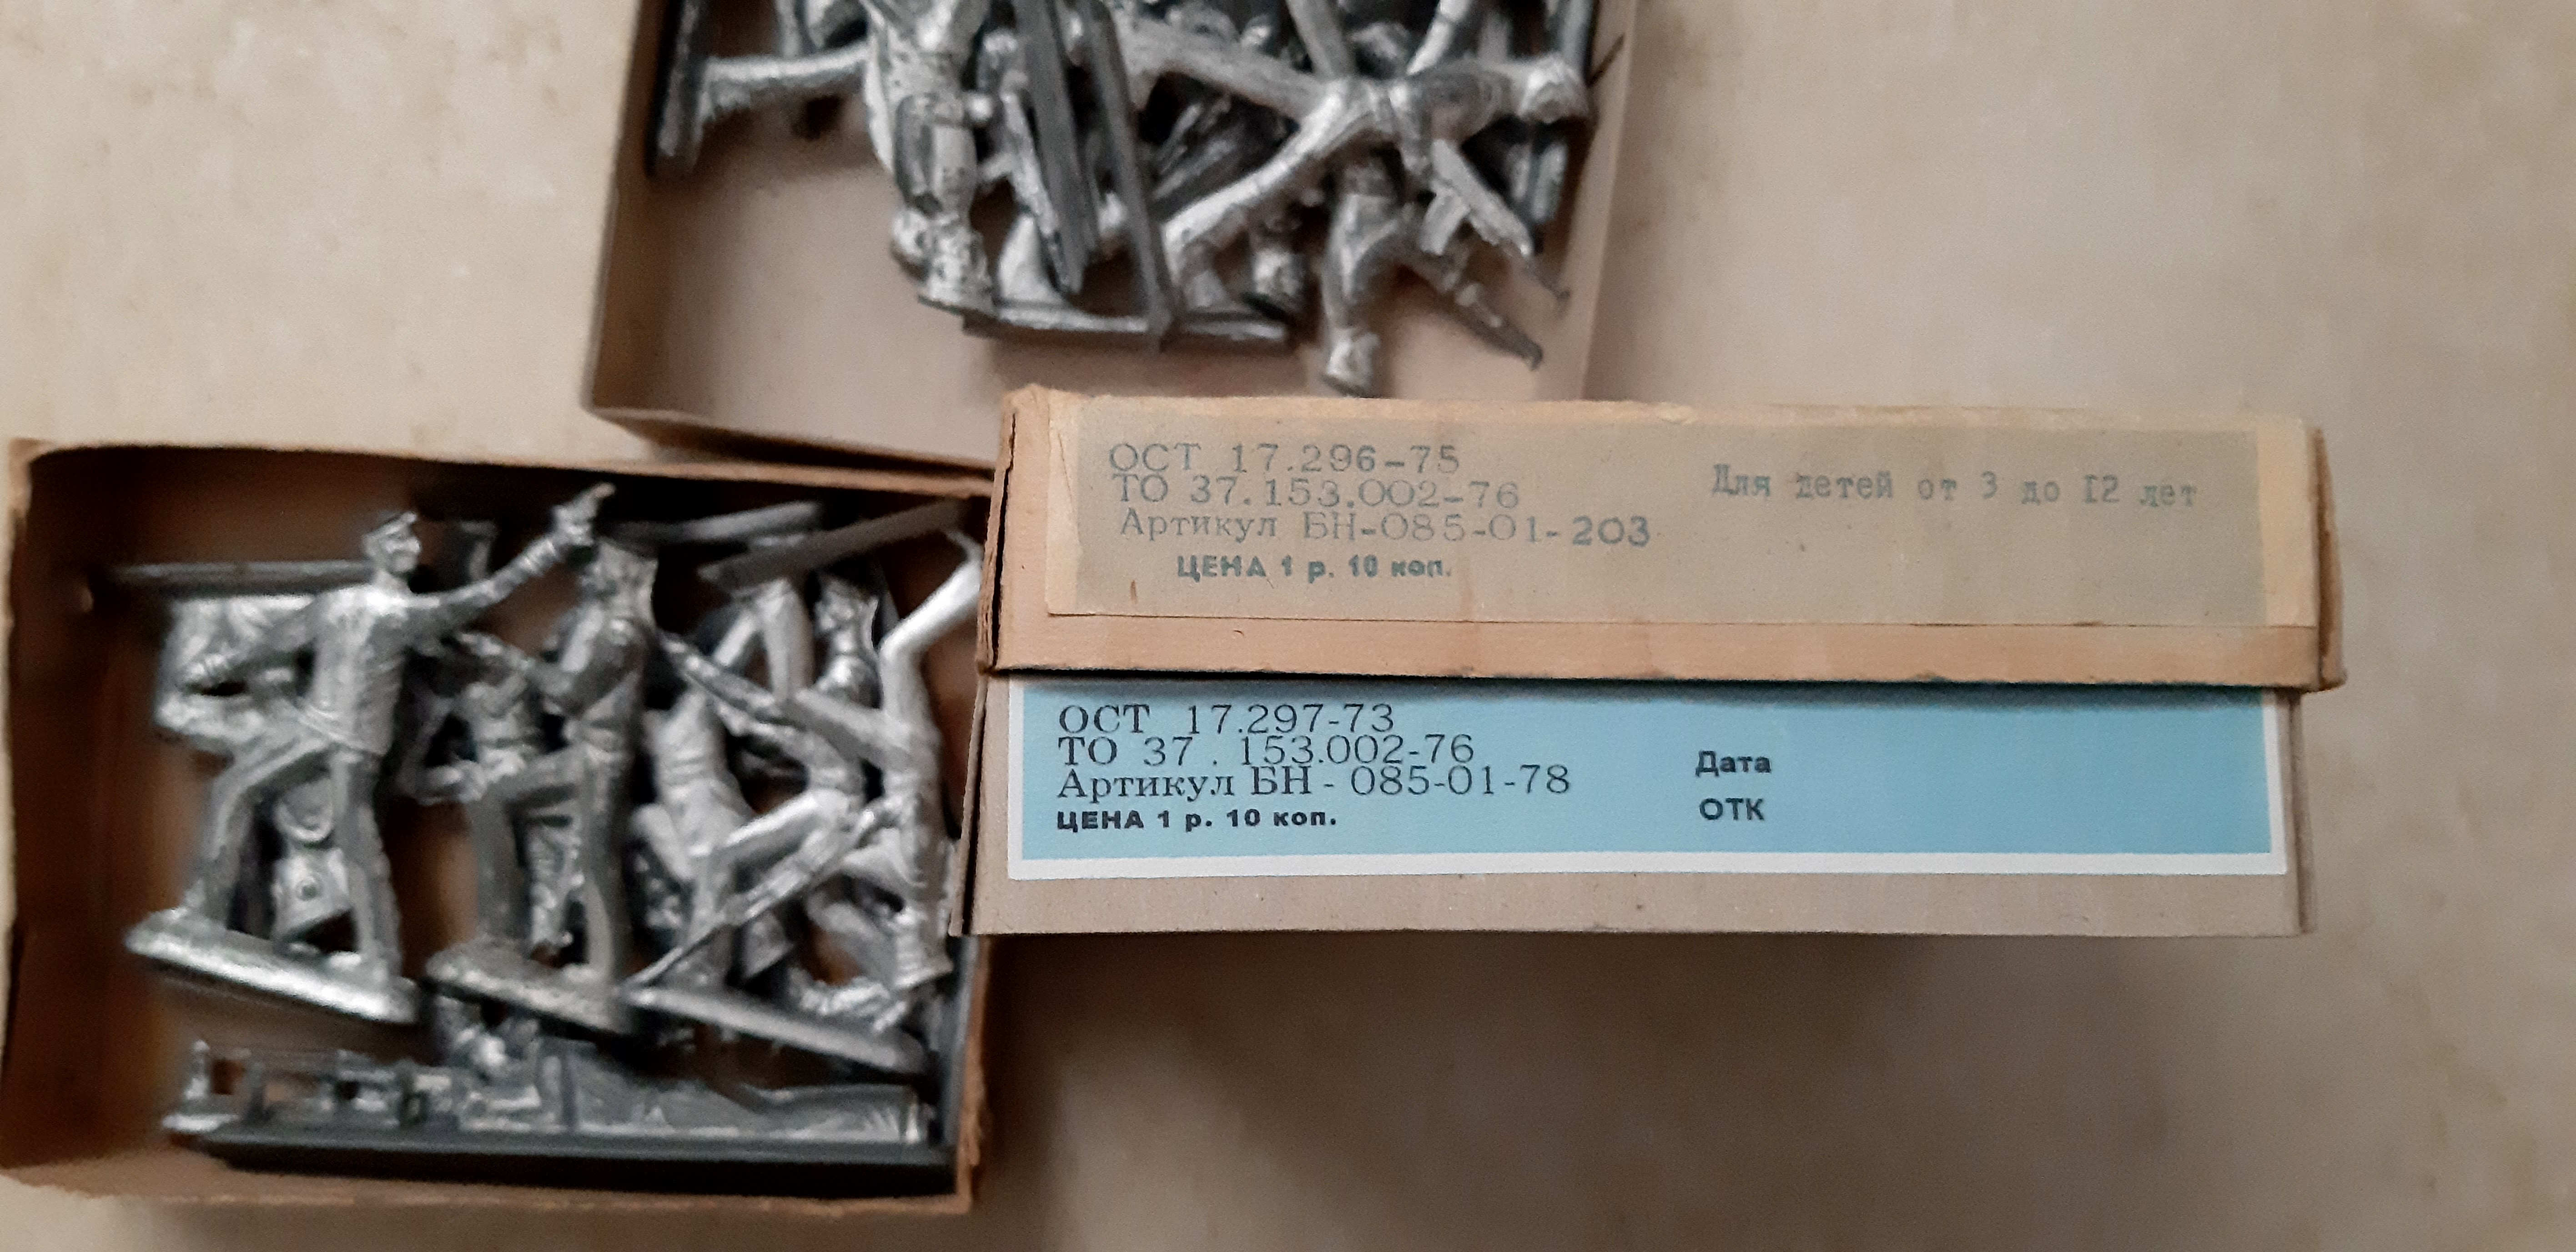 ОСТ 17.296-75
ТО 37.153.002-76
Артикул БН-085-01-203
ЦЕНА 1 р. 10 коп.
Для детей от 3 до I2 лет
ОСТ 17.297-73
ТО 37 . 153.002-76
Артикул БН - 085-01-78
ЦЕНА 1 р. 10 коп.
Дата
ОТК